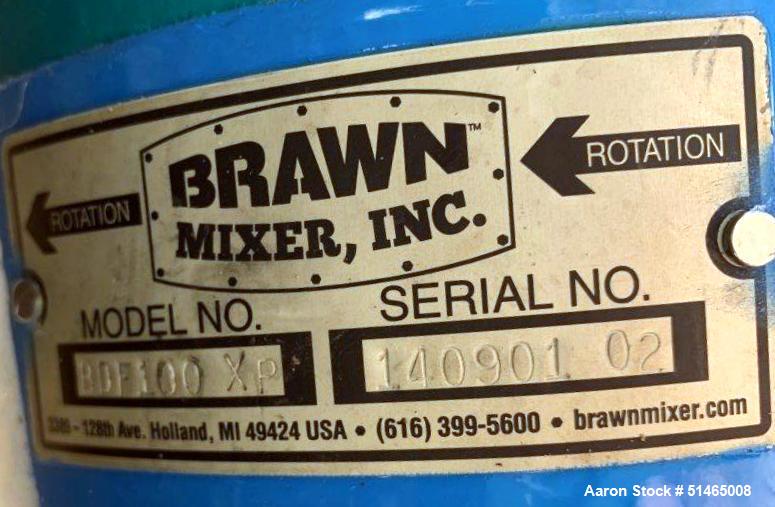 BRAWN™
MIXER, INC.
ROTATION
ROTATION
MODEL NO.
SERIAL NO.
BDF100 XP
140901 02
128th Ave. Holland, MI 49424 USA • (616) 399-5600 • brawnmixer.com
Aaron Stock # 51465008